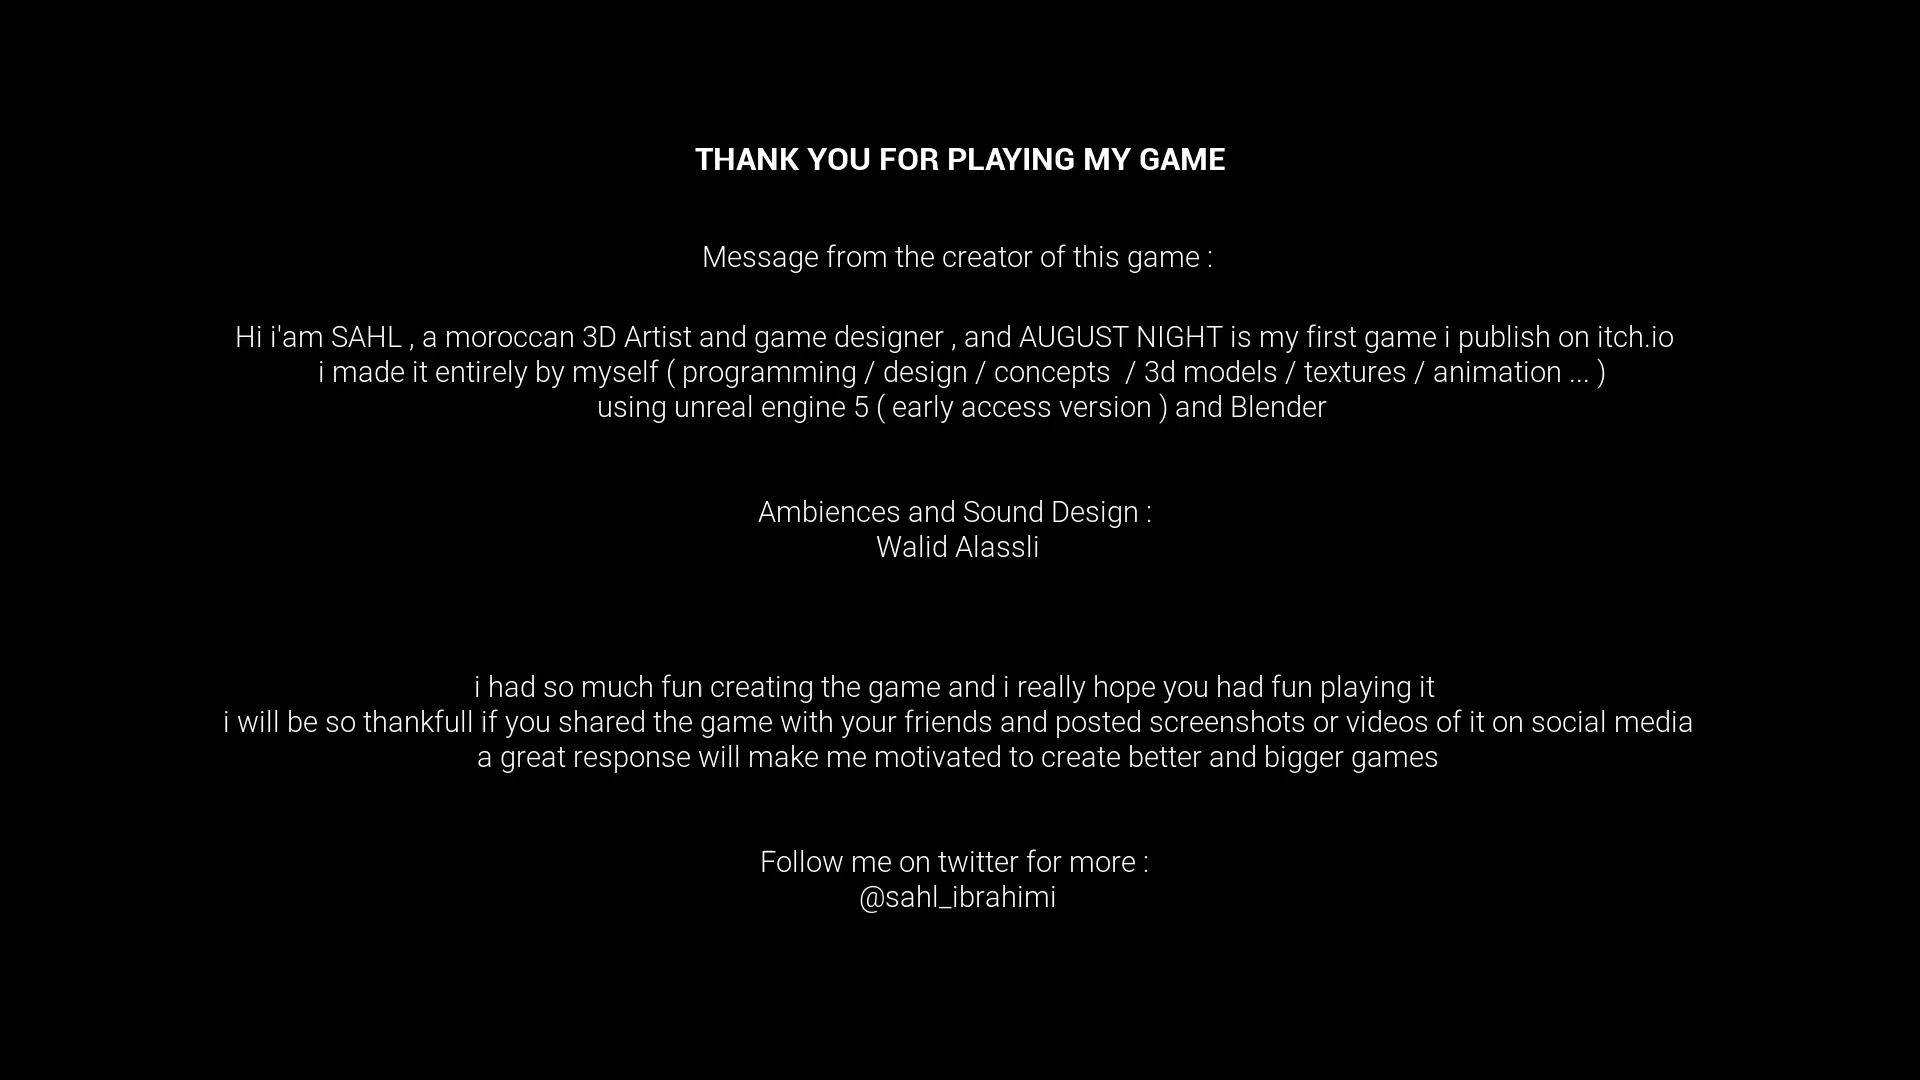 THANK YOU FOR PLAYING MY GAME
Message from the creator of this game :
Hi i'am SAHL , a moroccan 3D Artist and game designer , and AUGUST NIGHT is my first game i publish on itch.io
i made it entirely by myself ( programming / design / concepts  / 3d models / textures / animation ... )
using unreal engine 5 ( early access version ) and Blender
Ambiences and Sound Design :
Walid Alassli
i had so much fun creating the game and i really hope you had fun playing it
i will be so thankfull if you shared the game with your friends and posted screenshots or videos of it on social media
a great response will make me motivated to create better and bigger games
Follow me on twitter for more :
@sahl_ibrahimi